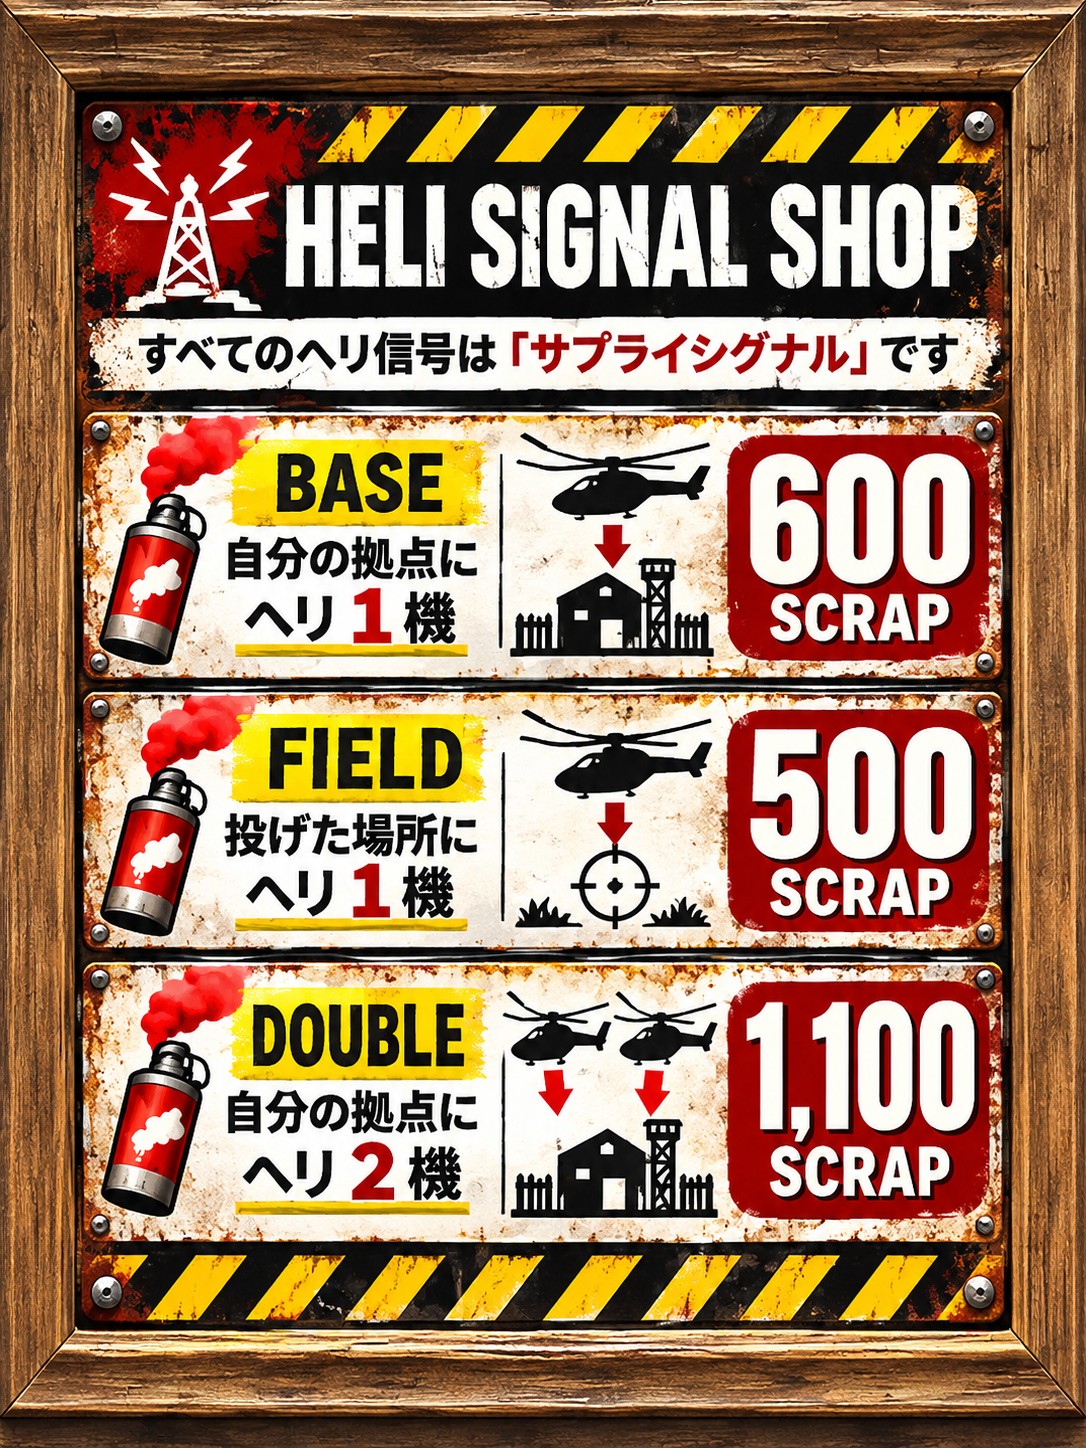 HELI SIGNAL SHOP
すべてのヘリ信号は「サプライシグナル」です
BASE
自分の拠点に
ヘリ1機
600
SCRAP
FIELD
投げた場所に
ヘリ1機
500
SCRAP
DOUBLE
自分の拠点に
ヘリ2機
1,100
SCRAP